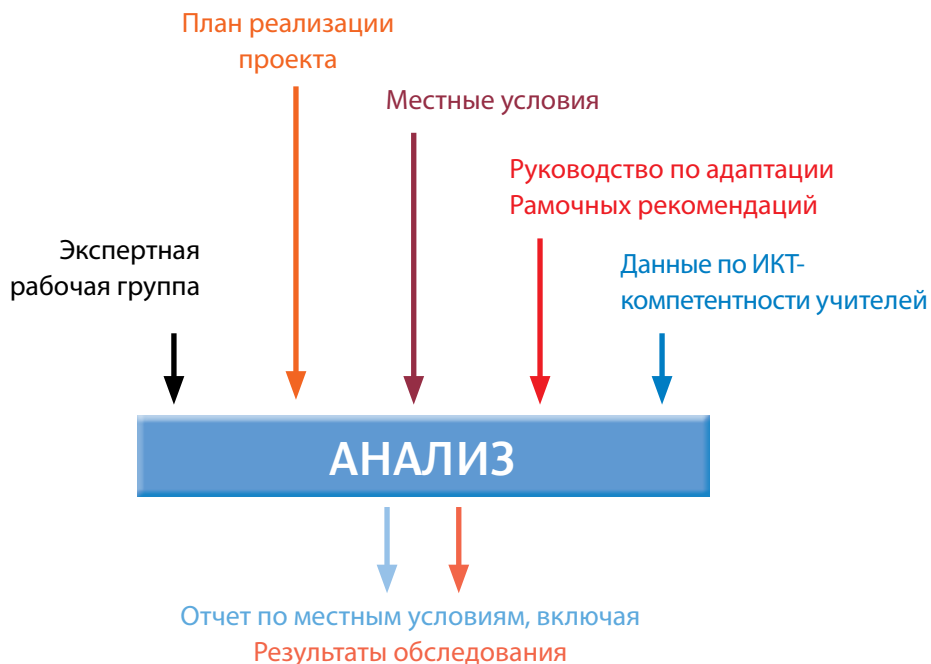 План реализации
проекта
Местные условия
Руководство по адаптации
Рамочных рекомендаций
Экспертная
рабочая группа
Данные по ИКТ-
компетентности учителей
АНАЛИЗ
Отчет по местным условиям, включая
Результаты обследования